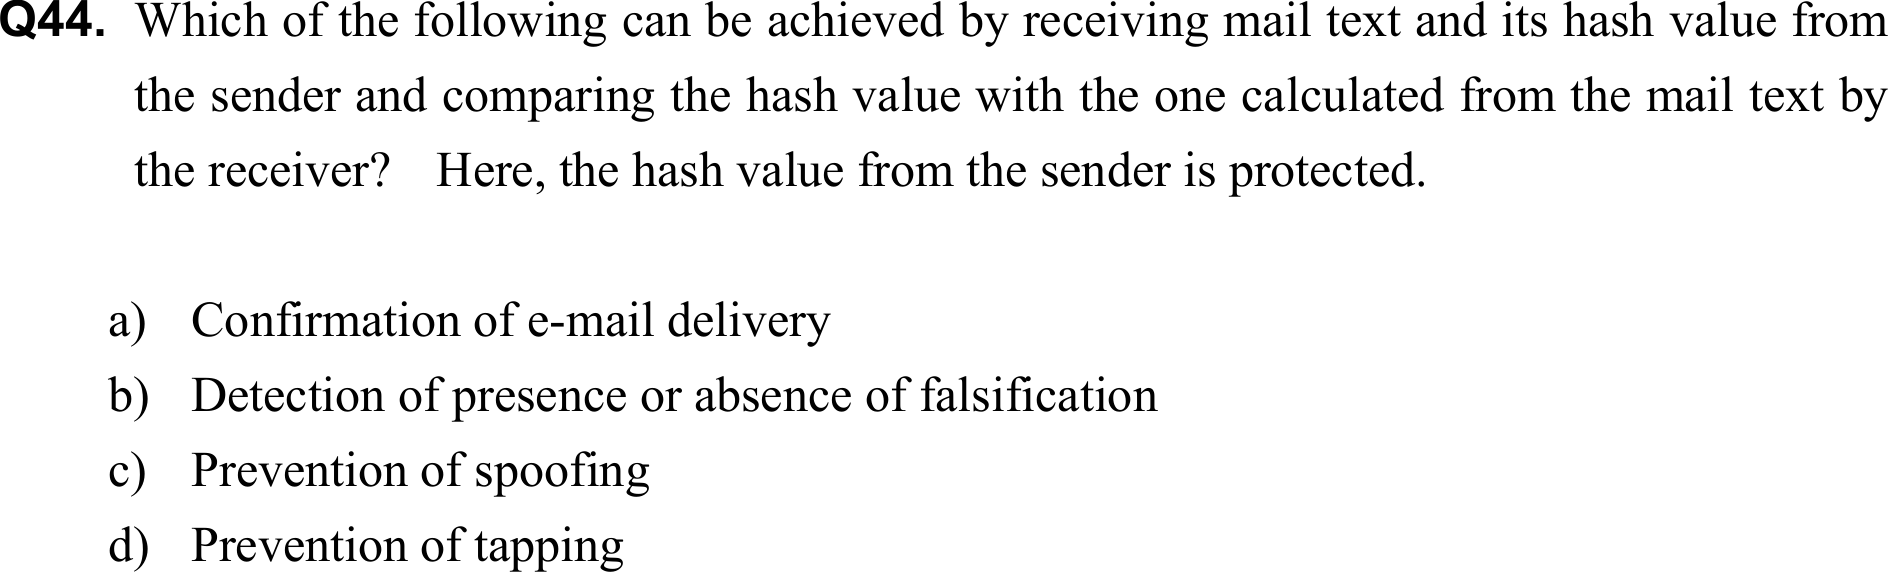 Q44. Which of the following can be achieved by receiving mail text and its hash value from
the sender and comparing the hash value with the one calculated from the mail text by
the receiver? Here, the hash value from the sender is protected.
a) Confirmation of e-mail delivery
b) Detection of presence or absence of falsification
c) Prevention of spoofing
d) Prevention of tapping